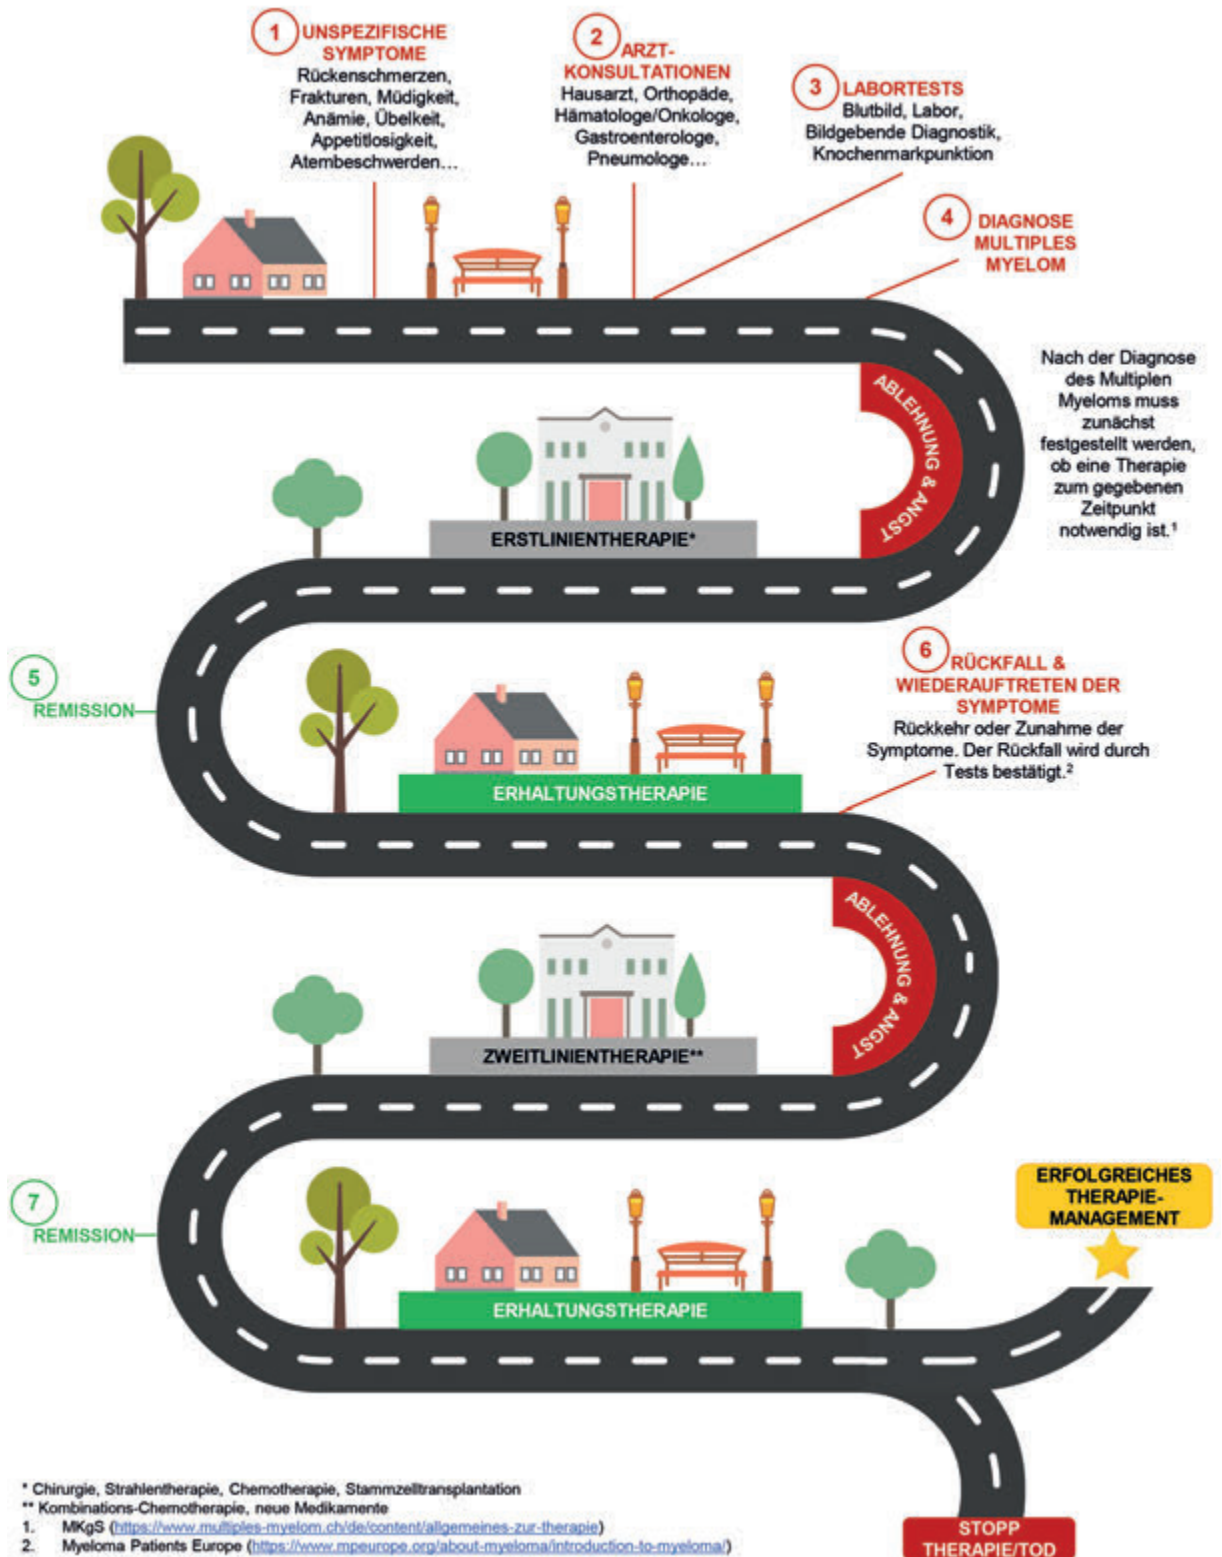 1 UNSPEZIFISCHE
SYMPTOME
Rückenschmerzen,
Frakturen, Müdigkeit,
Anämie, Übelkeit,
Appetitlosigkeit,
Atembeschwerden...
2 ARZT-
KONSULTATIONEN
Hausarzt, Orthopäde,
Hämatologe/Onkologe,
Gastroenterologe,
Pneumologe...
3 LABORTESTS
Blutbild, Labor,
Bildgebende Diagnostik,
Knochenmarkpunktion
4 DIAGNOSE
MULTIPLES
MYELOM
Nach der Diagnose
des Multiplen
Myeloms muss
zunächst
festgestellt werden,
ob eine Therapie
zum gegebenen
Zeitpunkt
notwendig ist.¹
ABLEHNUNG & ANGST
ERSTLINIENTHERAPIE*
5
REMISSION
ERHALTUNGSTHERAPIE
6 RÜCKFALL &
WIEDERAUFTRETEN DER
SYMPTOME
Rückkehr oder Zunahme der
Symptome. Der Rückfall wird durch
Tests bestätigt.²
ABLEHNUNG & ANGST
ZWEITLINIENTHERAPIE**
7
REMISSION
ERHALTUNGSTHERAPIE
ERFOLGREICHES
THERAPIE-
MANAGEMENT
STOPP
THERAPIE/TOD
* Chirurgie, Strahlentherapie, Chemotherapie, Stammzelltransplantation
** Kombinations-Chemotherapie, neue Medikamente
1. MKgS (https://www.multiples-myelom.ch/de/content/allgemeines-zur-therapie)
2. Myeloma Patients Europe (https://www.mpeurope.org/about-myeloma/introduction-to-myeloma/)